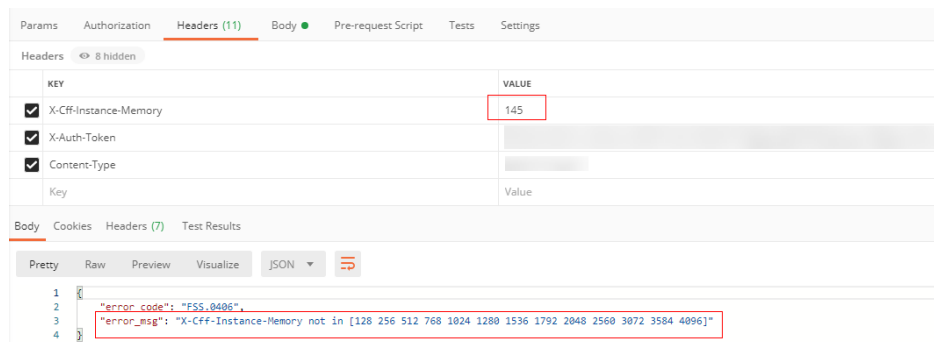 Params Authorization Headers (11) Body Pre-request Script Tests Settings
Headers 8 hidden
KEY VALUE
X-Cff-Instance-Memory 145
X-Auth-Token
Content-Type
Key Value
Body Cookies Headers (7) Test Results
Pretty Raw Preview Visualize JSON
1 {
2 "error_code": "FSS.0406",
3 "error_msg": "X-Cff-Instance-Memory not in [128 256 512 768 1024 1280 1536 1792 2048 2560 3072 3584 4096]"
4 }